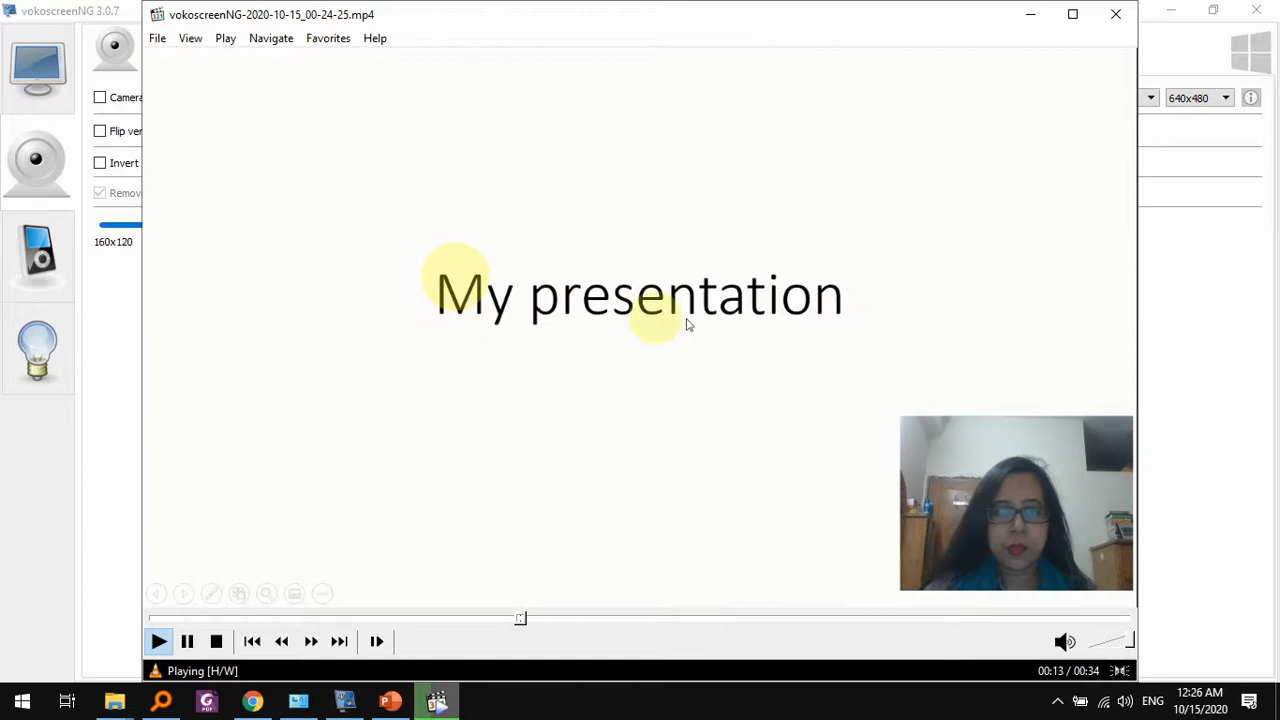 vokoscreenNG 3.0.7
vokoscreenNG-2020-10-15_00-24-25.mp4
File View Play Navigate Favorites Help
Camera
640x480
Flip ver
Invert
Remov
160x120
My presentation
Playing [H/W]
00:13 / 00:34
ENG
12:26 AM
10/15/2020